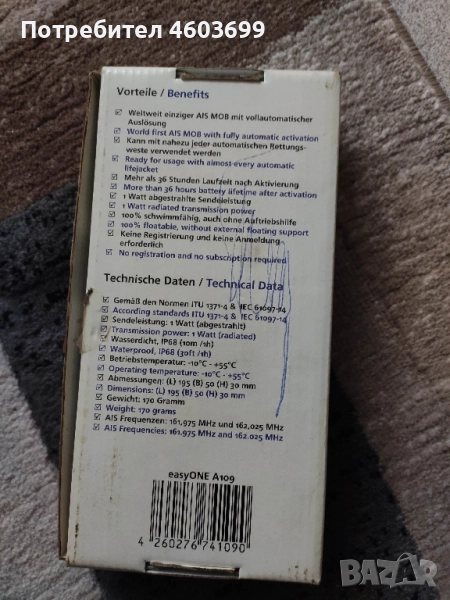 Потребител 4603699
Vorteile / Benefits
Weltweit einziger AIS MOB mit vollautomatischer
Auslösung
World first AIS MOB with fully automatic activation
Kann mit nahezu jeder automatischen Rettungs-
weste verwendet werden
Ready for usage with almost every automatic
lifejacket
Mehr als 36 Stunden Laufzeit nach Aktivierung
More than 36 hours battery lifetime after activation
1 Watt abgestrahlte Sendeleistung
1 Watt radiated transmission power
100% schwimmfähig, auch ohne Auftriebshilfe
100% floatable, without external floating support
Keine Registrierung und keine Anmeldung
erforderlich
No registration and no subscription required
Technische Daten / Technical Data
Gemäß den Normen ITU 1371-4 & IEC 61097-14
According standards ITU 1371-4 & IEC 61097-14
Sendeleistung: 1 Watt (abgestrahlt)
Transmission power: 1 Watt (radiated)
Wasserdicht, IP68 (10m /1h)
Waterproof, IP68 (30ft /1h)
Betriebstemperatur: -10°C - +55°C
Operating temperature: -10°C - +55°C
Abmessungen: (L) 195 (B) 50 (H) 30 mm
Dimensions: (L) 195 (B) 50 (H) 30 mm
Gewicht: 170 Gramm
Weight: 170 grams
AIS Frequenzen: 161,975 MHz und 162,025 MHz
AIS Frequencies: 161.975 MHz and 162.025 MHz
easyONE A109
4 260276 741090
BAZAR